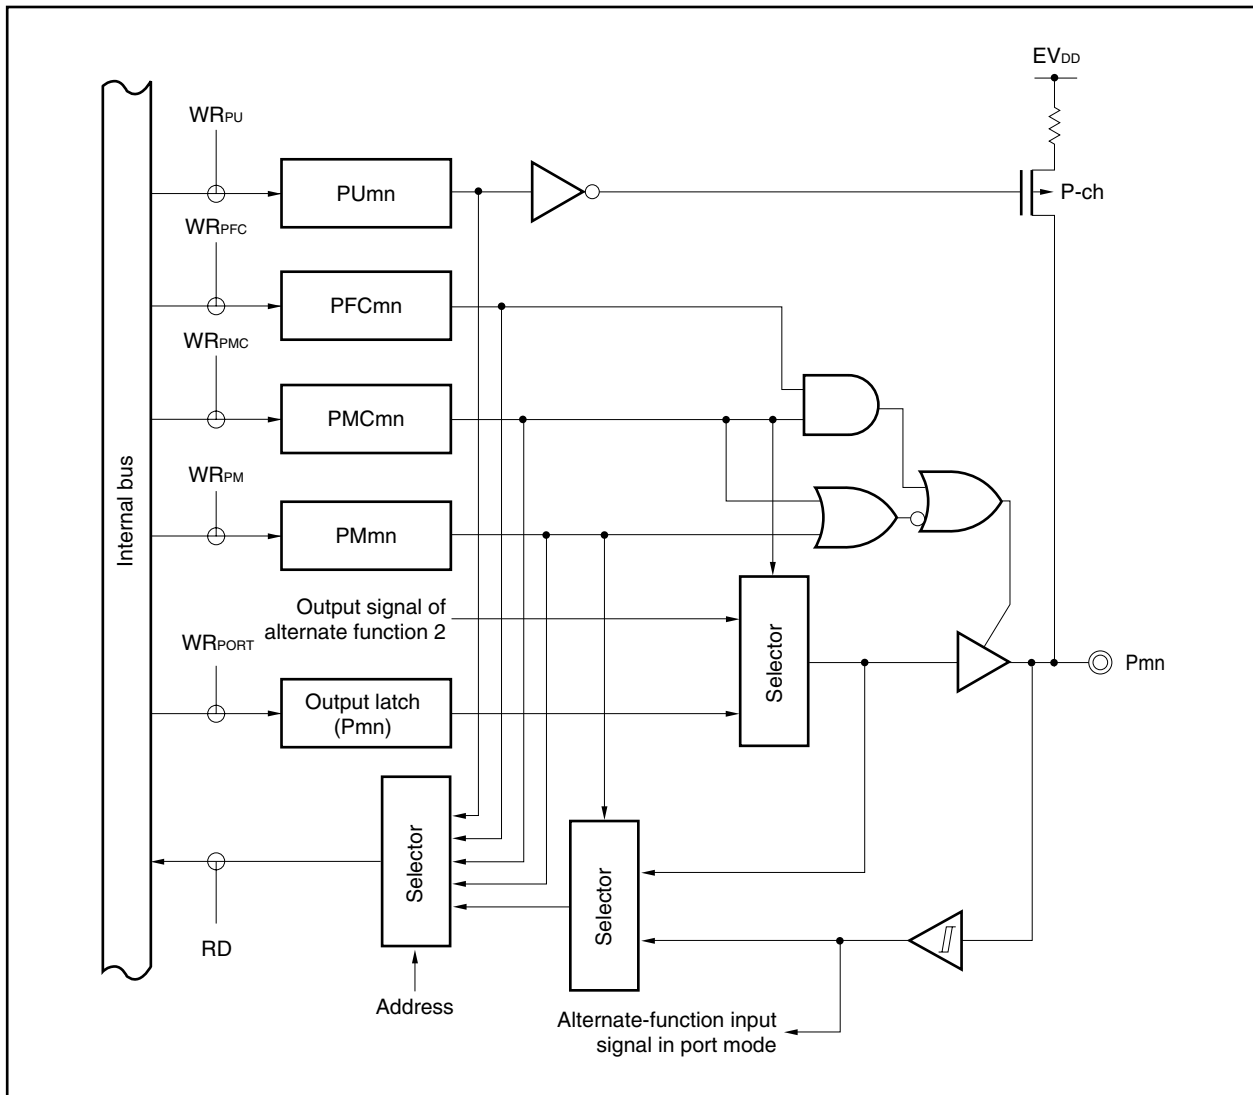 EVDD
WRPU
PUmn
P-ch
WRPFC
PFCmn
WRPMC
PMCmn
WRPM
PMmn
Internal bus
Output signal of
alternate function 2
WRPORT
Output latch
(Pmn)
Selector
Pmn
Selector
Selector
RD
Address
Alternate-function input
signal in port mode